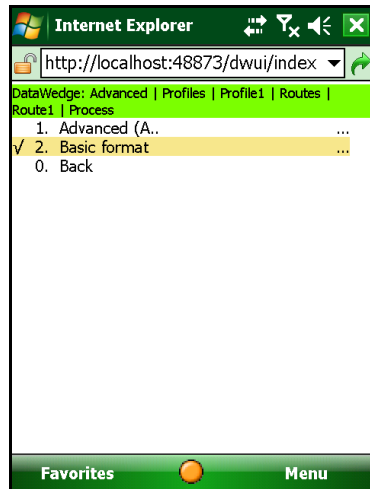 Internet Explorer
http://localhost:48873/dwui/index
DataWedge: Advanced | Profiles | Profile1 | Routes |
Route1 | Process
1. Advanced (A.. ...
√ 2. Basic format ...
0. Back
Favorites Menu